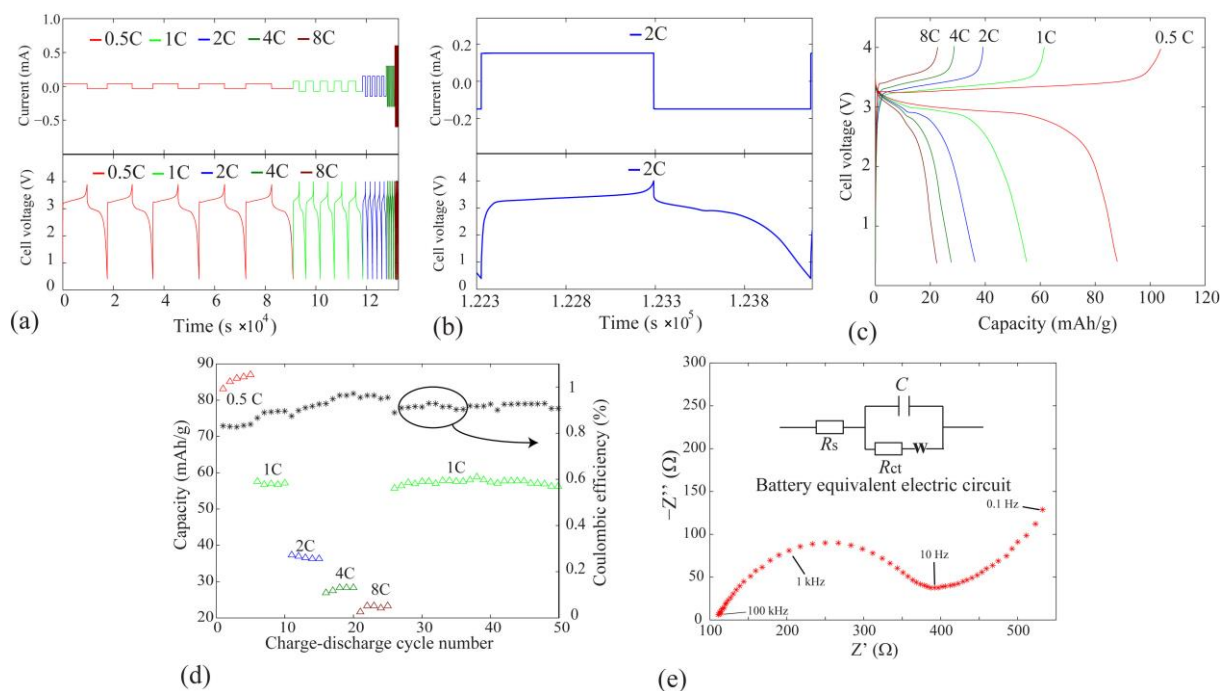 0.5C 1C 2C 4C 8C
Current (mA)
1.0
0.5
0.0
−0.5
0.5C 1C 2C 4C 8C
Cell voltage (V)
4
3
2
1
0
0 2 4 6 8 10 12
(a) Time (s ×10⁴)
2C
Current (mA)
0.2
0.0
−0.2
2C
Cell voltage (V)
4
3
2
1
0
1.223 1.228 1.233 1.238
(b) Time (s ×10⁵)
8C 4C 2C 1C 0.5 C
Cell voltage (V)
4
3
2
1
0 20 40 60 80 100 120
(c) Capacity (mAh/g)
90
80
70
60
50
40
30
20
Capacity (mAh/g)
0.5 C
1C
2C
4C
8C
1C
1
0.8
0.6
0.4
0.2
0
Coulombic efficiency (%)
0 10 20 30 40 50
Charge-discharge cycle number
(d)
300
250
200
150
100
50
0
−Z'' (Ω)
C
Rs
Rct
W
Battery equivalent electric circuit
0.1 Hz
10 Hz
1 kHz
100 kHz
100 200 300 400 500
Z' (Ω)
(e)